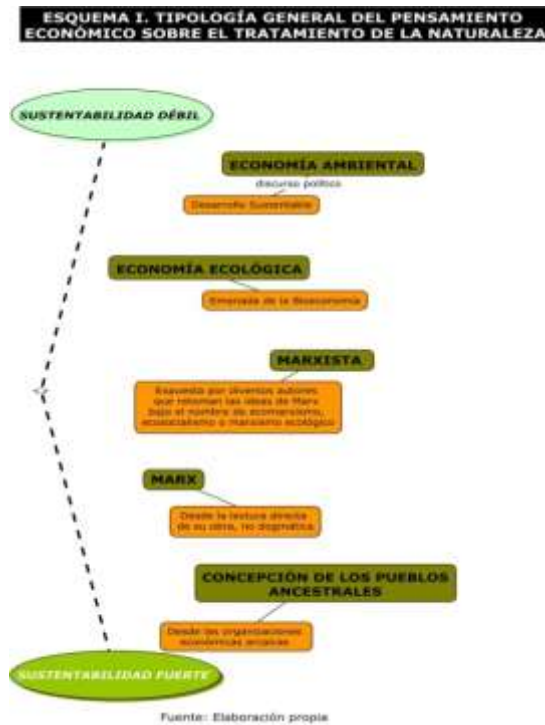 ESQUEMA I. TIPOLOGÍA GENERAL DEL PENSAMIENTO
ECONÓMICO SOBRE EL TRATAMIENTO DE LA NATURALEZA
SUSTENTABILIDAD DÉBIL
ECONOMÍA AMBIENTAL
discurso político
Desarrollo Sustentable
ECONOMÍA ECOLÓGICA
Emanada de la Bioeconomía
MARXISTA
Expuesta por diversos autores
que retoman las ideas de Marx
bajo el nombre de ecomarxismo,
ecosocialismo o marxismo ecológico
MARX
Desde la lectura directa
de su obra, no dogmática
CONCEPCIÓN DE LOS PUEBLOS
ANCESTRALES
Desde las organizaciones
económicas arcaicas
SUSTENTABILIDAD FUERTE
Fuente: Elaboración propia